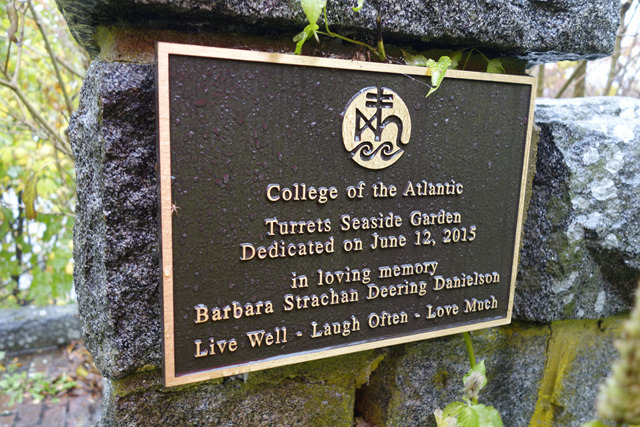 College of the Atlantic
Turrets Seaside Garden
Dedicated on June 12, 2015
in loving memory
Barbara Strachan Deering Danielson
Live Well - Laugh Often - Love Much